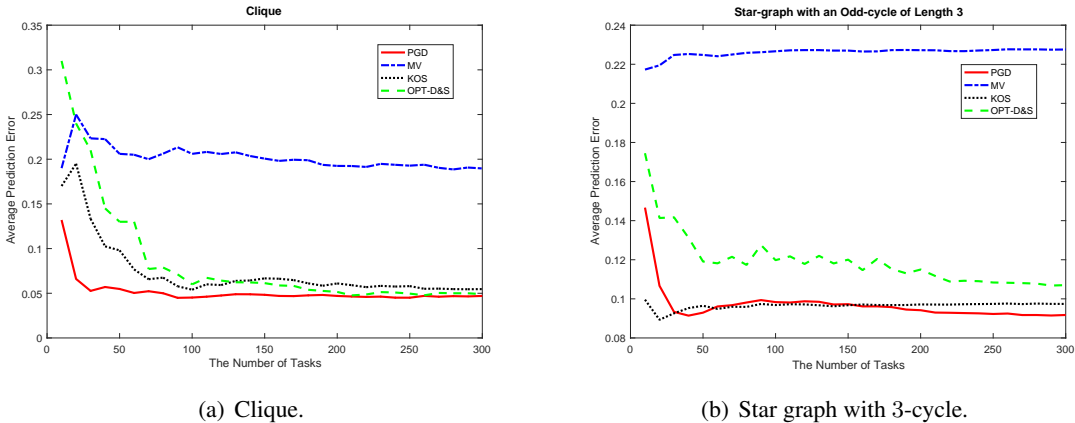 Clique
0.35
0.3
0.25
0.2
0.15
0.1
0.05
0
Average Prediction Error
PGD
MV
KOS
OPT-D&S
0 50 100 150 200 250 300
The Number of Tasks
(a) Clique.
Star-graph with an Odd-cycle of Length 3
0.24
0.22
0.2
0.18
0.16
0.14
0.12
0.1
0.08
Average Prediction Error
PGD
MV
KOS
OPT-D&S
0 50 100 150 200 250 300
The Number of Tasks
(b) Star graph with 3-cycle.